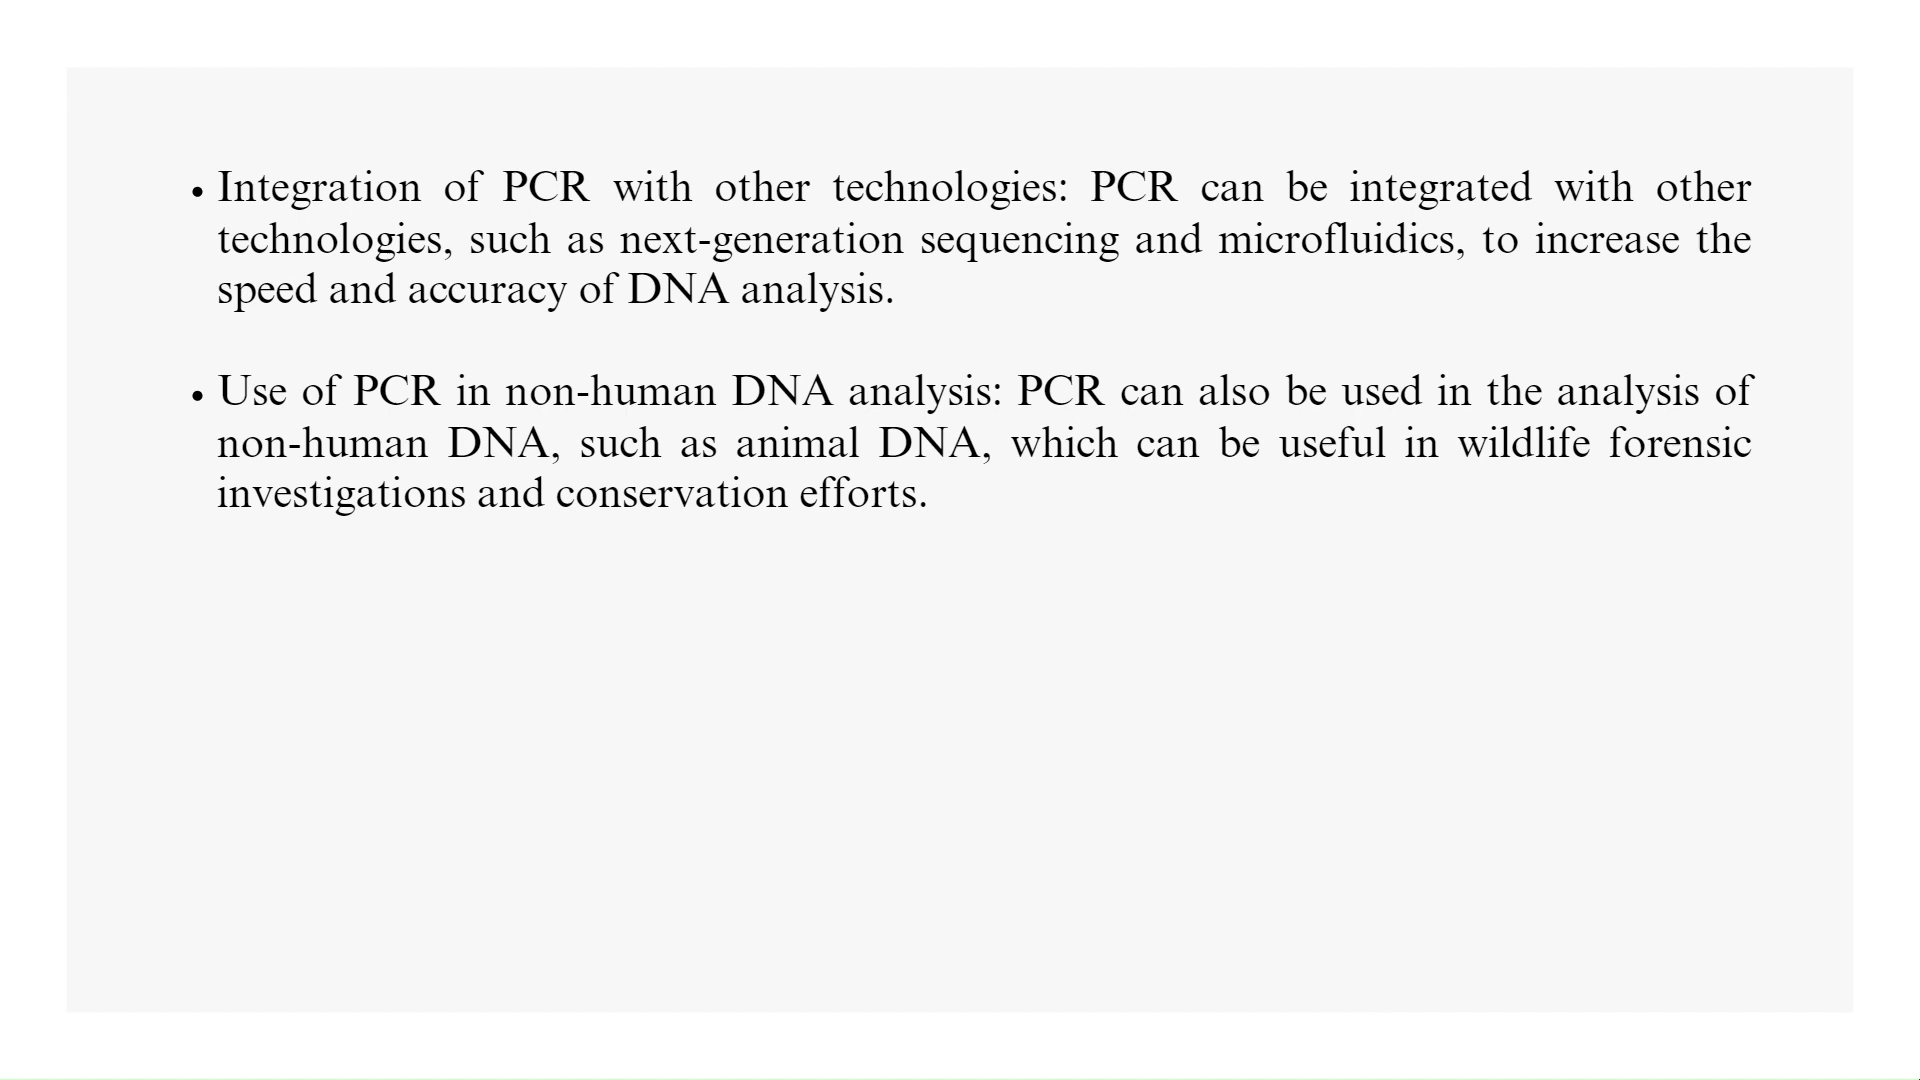 • Integration of PCR with other technologies: PCR can be integrated with other
technologies, such as next-generation sequencing and microfluidics, to increase the
speed and accuracy of DNA analysis.
• Use of PCR in non-human DNA analysis: PCR can also be used in the analysis of
non-human DNA, such as animal DNA, which can be useful in wildlife forensic
investigations and conservation efforts.